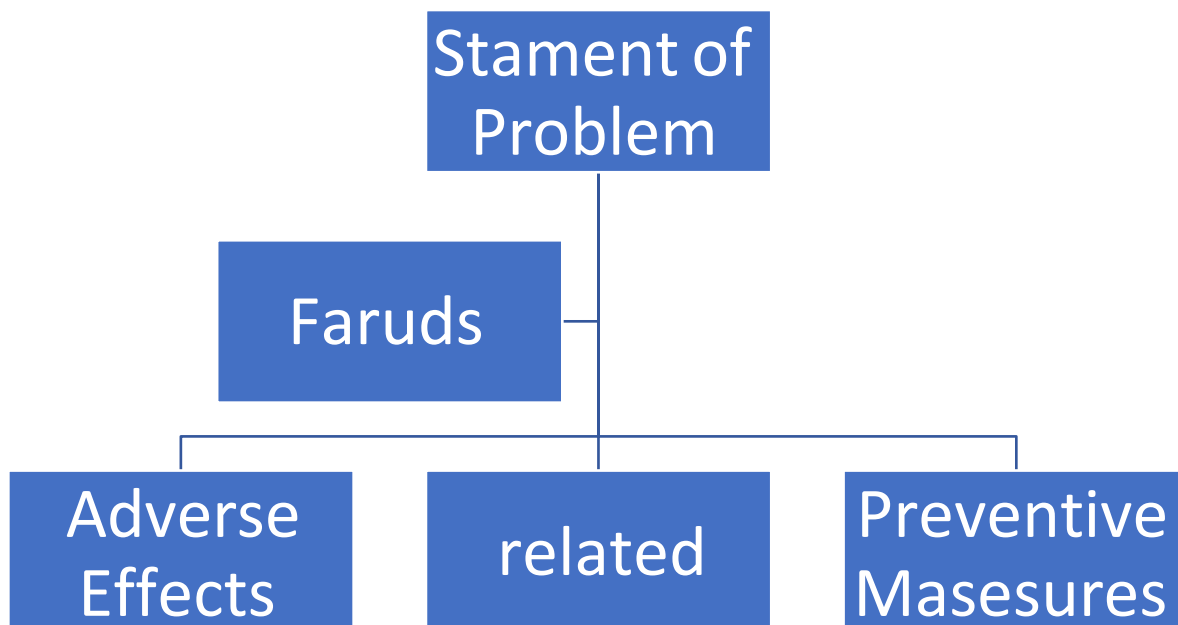 Stament of
Problem
Faruds
Adverse
Effects
related
Preventive
Masesures